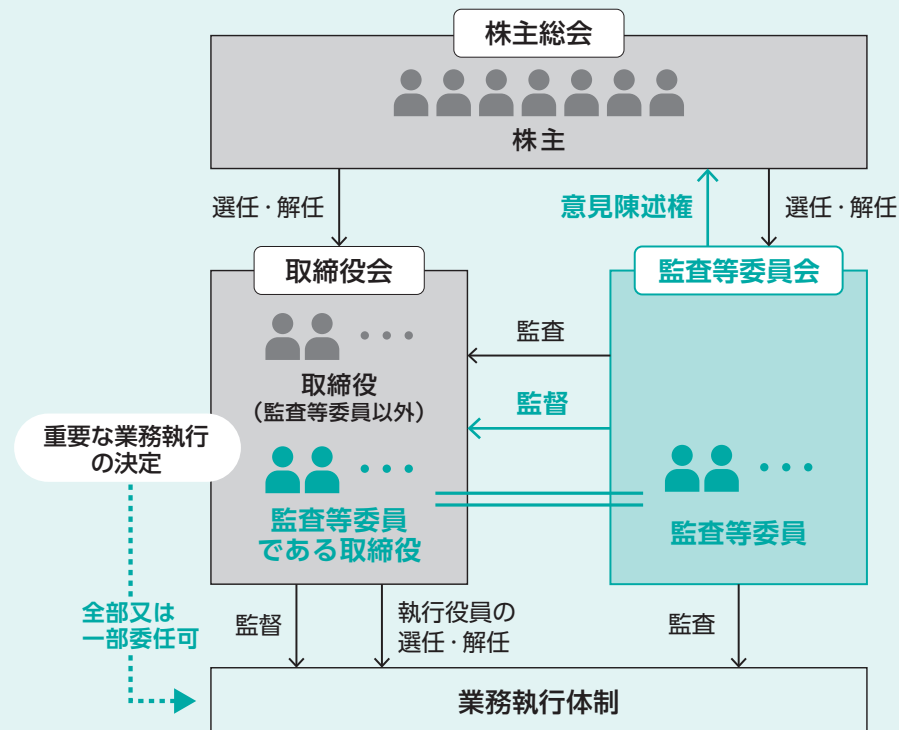 株主総会
株主
選任・解任
意見陳述権
選任・解任
取締役会
監査等委員会
監査
取締役
（監査等委員以外）
監督
重要な業務執行
の決定
監査等委員
である取締役
監査等委員
全部又は
一部委任可
監督
執行役員の
選任・解任
監査
業務執行体制